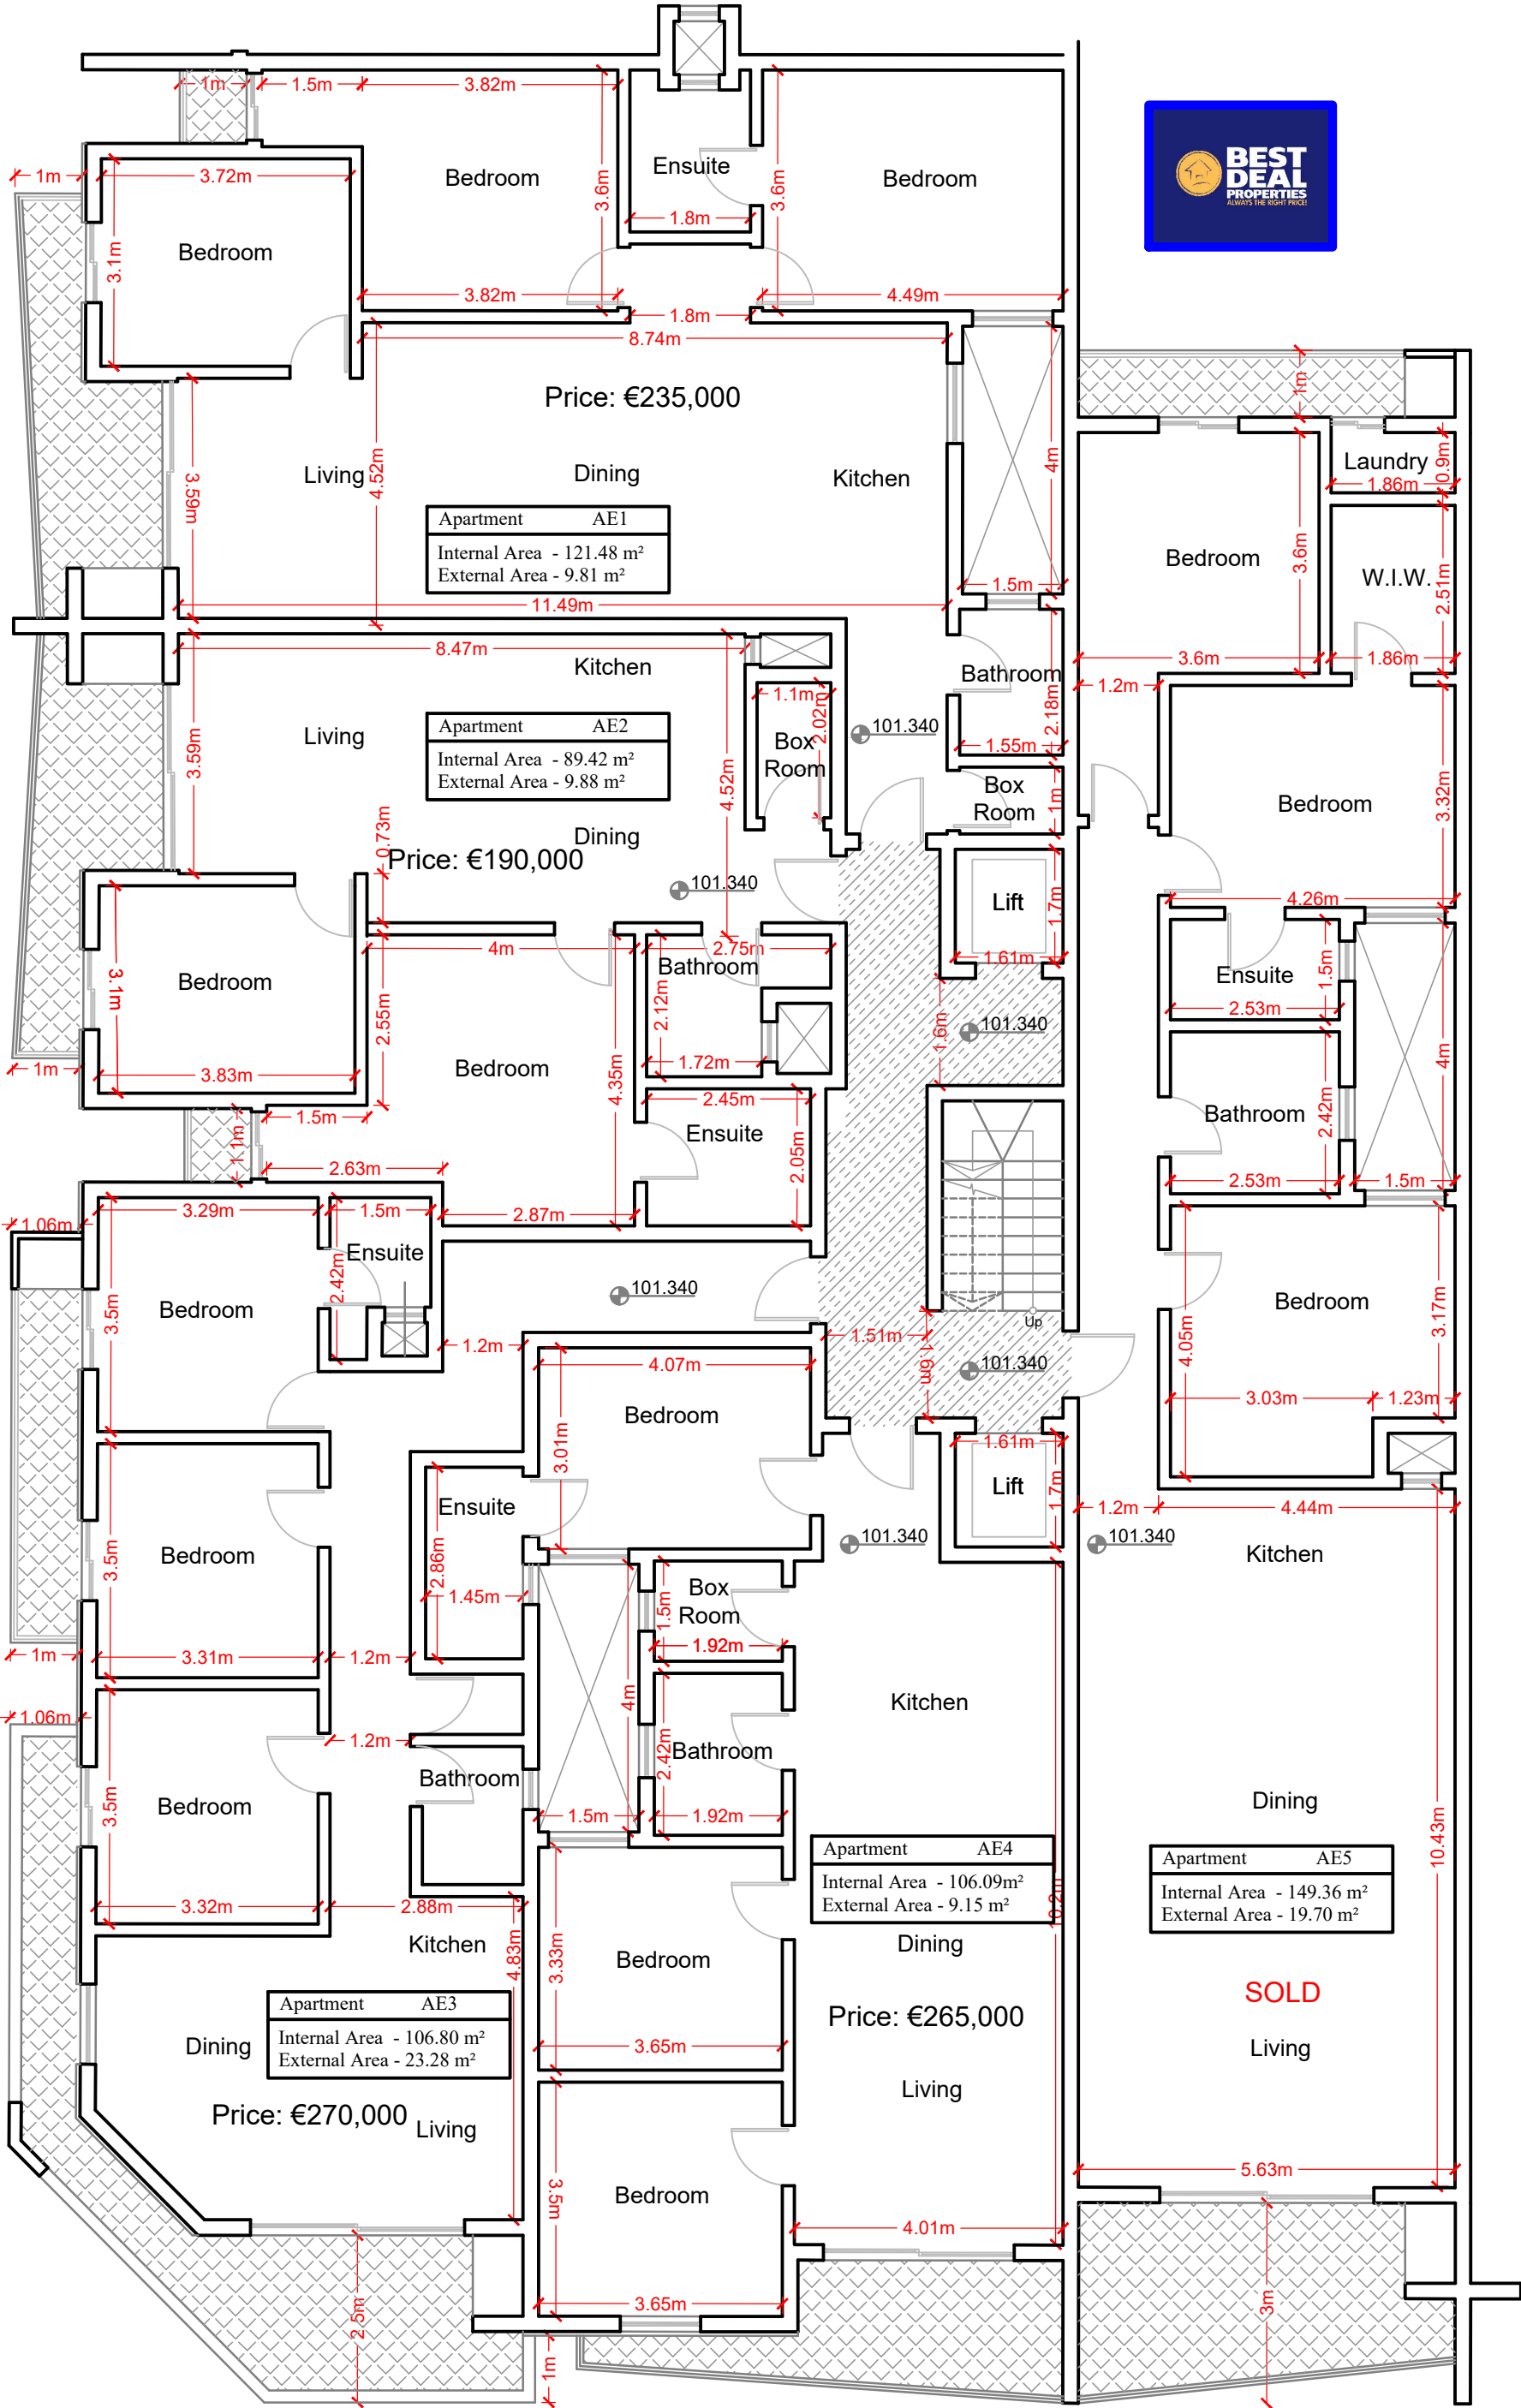 1m
1.5m
3.82m
BEST
DEAL
PROPERTIES
ALWAYS THE RIGHT PRICE!
1m
3.72m
Bedroom
3.6m
Ensuite
3.6m
Bedroom
1.8m
3.1m
Bedroom
3.82m
1.8m
4.49m
8.74m
1m
Price: €235,000
3.59m
Living
4.52m
Dining
Kitchen
4m
Laundry
1.86m
0.9m
Apartment AE1
Internal Area - 121.48 m²
External Area - 9.81 m²
Bedroom
3.6m
W.I.W.
2.51m
1.5m
11.49m
8.47m
Kitchen
3.6m
1.86m
Bathroom
1.2m
1.1m
2.02m
2.18m
Apartment AE2
Internal Area - 89.42 m²
External Area - 9.88 m²
101.340
3.59m
Living
Box
Room
1.55m
4.52m
Box
Room
1m
Bedroom
3.32m
0.73m
Dining
Price: €190,000
101.340
Lift
1.7m
4.26m
4m
2.75m
1.61m
Bathroom
Ensuite
1.5m
Bedroom
3.1m
2.55m
2.12m
2.53m
1.6m
101.340
1m
3.83m
Bedroom
4.35m
1.72m
4m
2.45m
Bathroom
2.42m
1.5m
1.1m
Ensuite
2.05m
2.63m
2.53m
1.5m
1.06m
3.29m
1.5m
2.87m
Ensuite
2.42m
101.340
Bedroom
3.5m
Bedroom
3.17m
4.05m
Up
1.2m
1.51m
1.6m
4.07m
101.340
3.03m
1.23m
Bedroom
3.01m
1.61m
Ensuite
Lift
1.7m
1.2m
4.44m
101.340
101.340
Kitchen
3.5m
Bedroom
2.86m
1.45m
Box
Room
1.5m
1.92m
1m
3.31m
1.2m
4m
Kitchen
1.06m
1.2m
Bathroom
2.42m
Bathroom
3.5m
Bedroom
1.5m
1.92m
Dining
10.43m
Apartment AE4
Internal Area - 106.09m²
External Area - 9.15 m²
10.2m
Apartment AE5
Internal Area - 149.36 m²
External Area - 19.70 m²
3.32m
2.88m
Kitchen
4.83m
Dining
3.33m
Bedroom
SOLD
Apartment AE3
Internal Area - 106.80 m²
External Area - 23.28 m²
Price: €265,000
Dining
3.65m
Living
Living
Price: €270,000
Living
5.63m
3.5m
Bedroom
4.01m
3.65m
2.5m
3m
1m